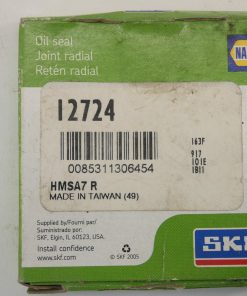 Oil seal
Joint radial
Retén radial
NA
12724
163F
917
101E
1811
0085311306454
HMSA7 R
MADE IN TAIWAN (49)
Supplied by/Fourni par/
Suministrado por:
SKF, Elgin, IL 60123, USA
Install confidence
www.skf.com
© SKF 2005
SKF